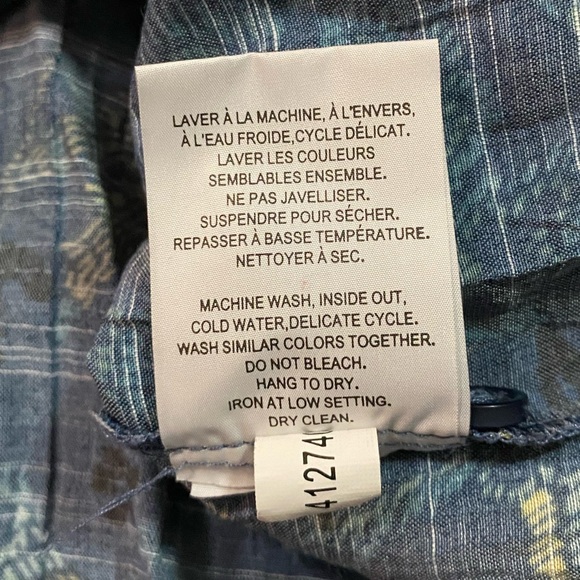 LAVER À LA MACHINE, À L'ENVERS,
À L'EAU FROIDE,CYCLE DÉLICAT.
LAVER LES COULEURS
SEMBLABLES ENSEMBLE.
NE PAS JAVELLISER.
SUSPENDRE POUR SÉCHER.
REPASSER À BASSE TEMPÉRATURE.
NETTOYER À SEC.
MACHINE WASH, INSIDE OUT,
COLD WATER,DELICATE CYCLE.
WASH SIMILAR COLORS TOGETHER.
DO NOT BLEACH.
HANG TO DRY.
IRON AT LOW SETTING.
DRY CLEAN.